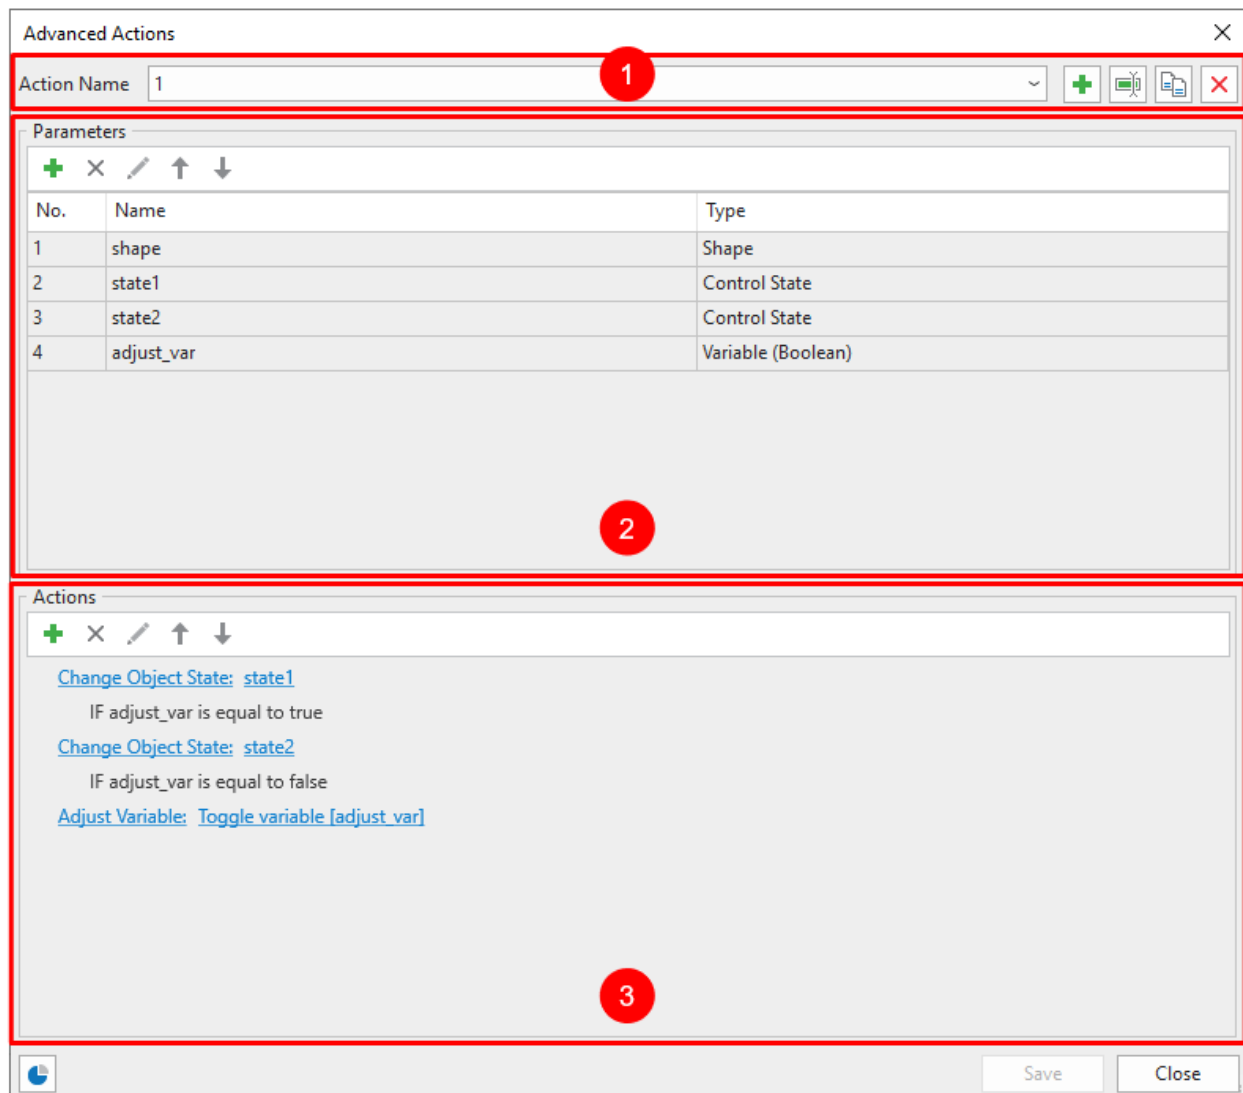 Advanced Actions
Action Name 1
1
Parameters
No. Name Type
1 shape Shape
2 state1 Control State
3 state2 Control State
4 adjust_var Variable (Boolean)
2
Actions
Change Object State: state1
IF adjust_var is equal to true
Change Object State: state2
IF adjust_var is equal to false
Adjust Variable: Toggle variable [adjust_var]
3
Save Close